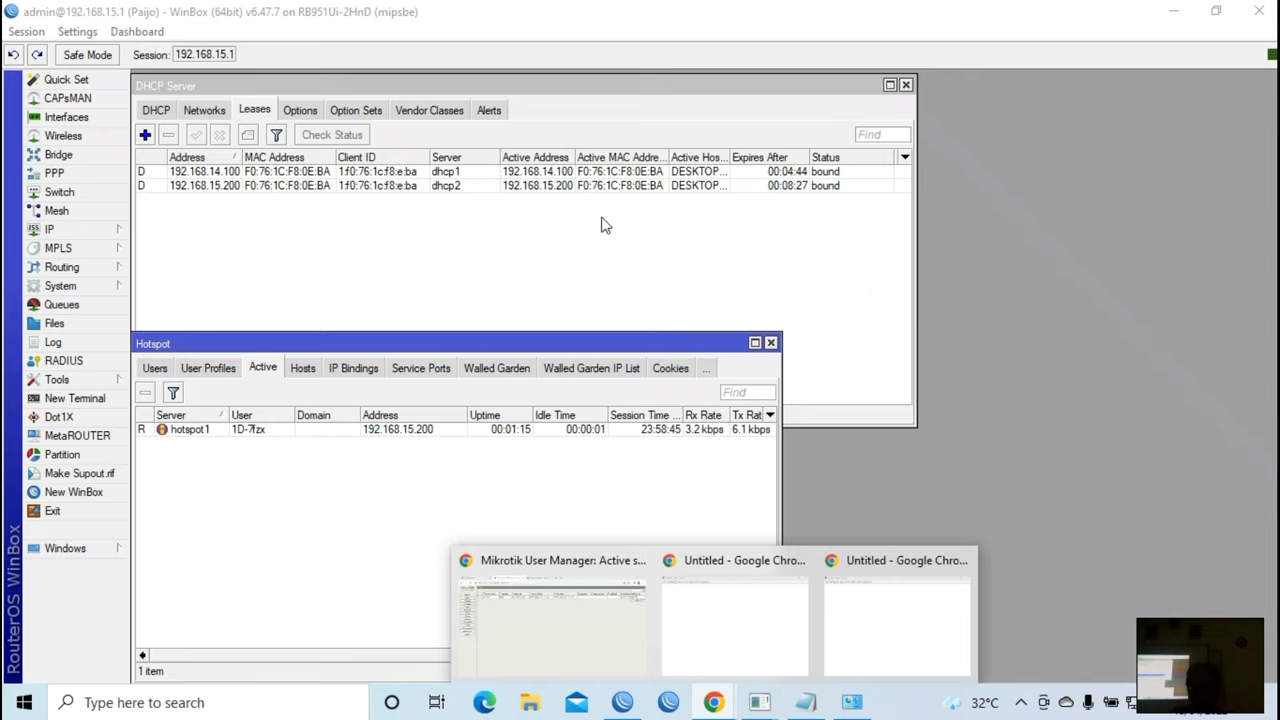 admin@192.168.15.1 (Paijo) - WinBox (64bit) v6.47.7 on RB951Ui-2HnD (mipsbe)
Session Settings Dashboard
Safe Mode Session: 192.168.15.1
Quick Set
CAPsMAN
Interfaces
Wireless
Bridge
PPP
Switch
Mesh
IP
MPLS
Routing
System
Queues
Files
Log
RADIUS
Tools
New Terminal
Dot1X
MetaROUTER
Partition
Make Supout.rif
New WinBox
Exit
Windows
RouterOS WinBox
DHCP Server
DHCP Networks Leases Options Option Sets Vendor Classes Alerts
Check Status Find
Address MAC Address Client ID Server Active Address Active MAC Addre... Active Hos... Expires After Status
D 192.168.14.100 F0:76:1C:F8:0E:BA 1:f0:76:1c:f8:e:ba dhcp1 192.168.14.100 F0:76:1C:F8:0E:BA DESKTOP... 00:04:44 bound
D 192.168.15.200 F0:76:1C:F8:0E:BA 1:f0:76:1c:f8:e:ba dhcp2 192.168.15.200 F0:76:1C:F8:0E:BA DESKTOP... 00:08:27 bound
Hotspot
Users User Profiles Active Hosts IP Bindings Service Ports Walled Garden Walled Garden IP List Cookies ...
Find
Server User Domain Address Uptime Idle Time Session Time ... Rx Rate Tx Rat
R hotspot1 1D-7fzx 192.168.15.200 00:01:15 00:00:01 23:58:45 3.2 kbps 6.1 kbps
1 item
Mikrotik User Manager: Active s... Untitled - Google Chro... Untitled - Google Chro...
Type here to search 32°C